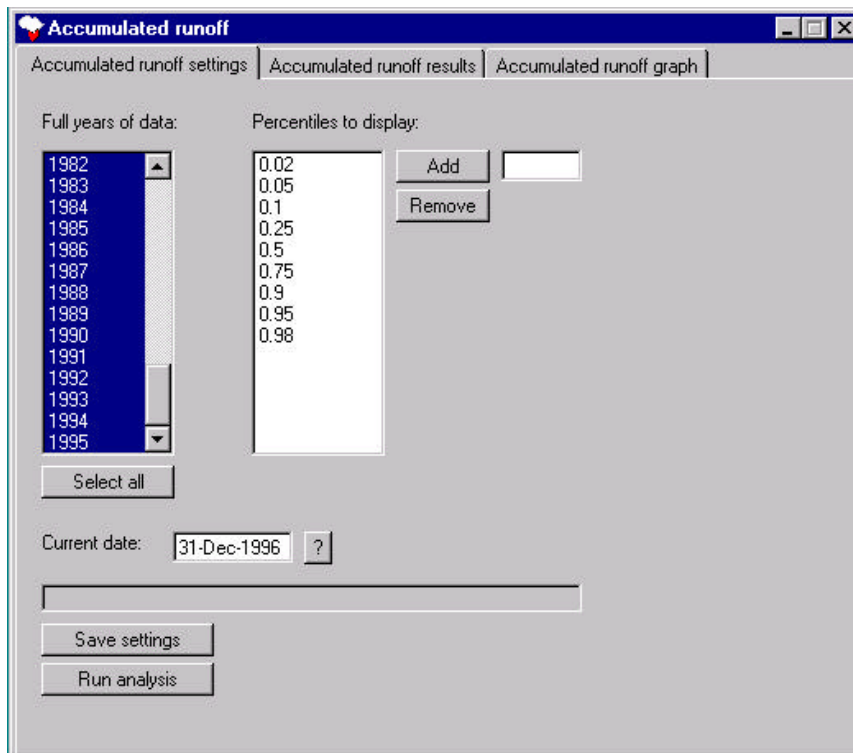 Accumulated runoff
Accumulated runoff settings
Accumulated runoff results
Accumulated runoff graph
Full years of data:
Percentiles to display:
1982
1983
1984
1985
1986
1987
1988
1989
1990
1991
1992
1993
1994
1995
0.02
0.05
0.1
0.25
0.5
0.75
0.9
0.95
0.98
Add
Remove
Select all
Current date:
31-Dec-1996
?
Save settings
Run analysis